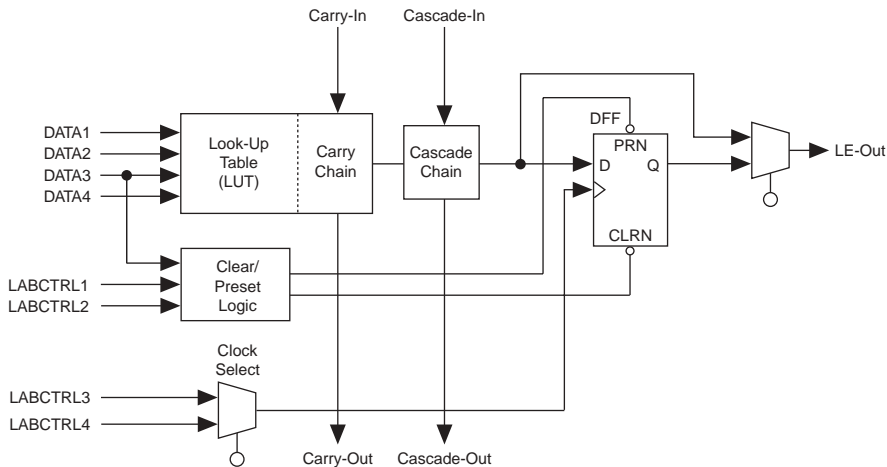 Carry-In
Cascade-In
DFF
DATA1
DATA2
DATA3
DATA4
Look-Up
Table
(LUT)
Carry
Chain
Cascade
Chain
PRN
D
Q
CLRN
LE-Out
LABCTRL1
LABCTRL2
Clear/
Preset
Logic
Clock
Select
LABCTRL3
LABCTRL4
Carry-Out
Cascade-Out